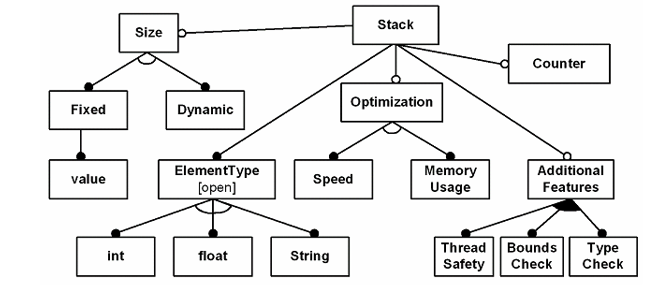 Stack
Size
Counter
Optimization
Fixed
Dynamic
value
ElementType
[open]
Speed
Memory
Usage
Additional
Features
int
float
String
Thread
Safety
Bounds
Check
Type
Check